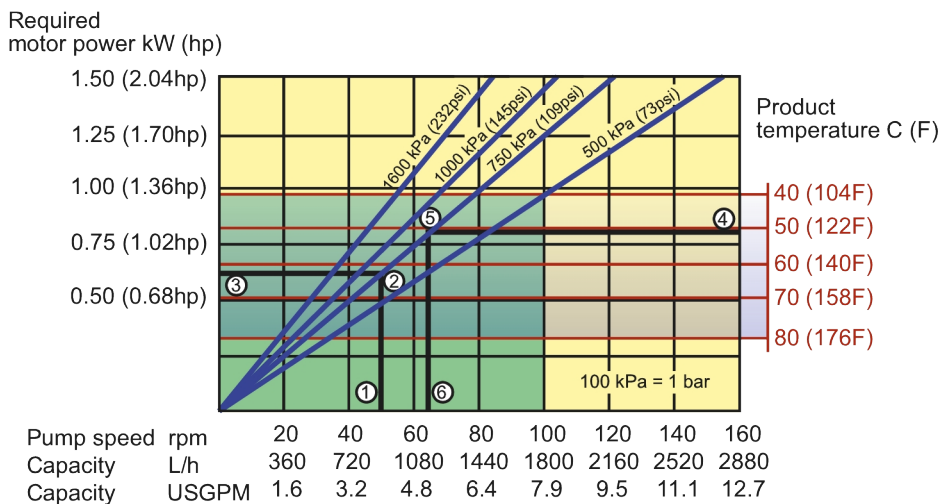 Required
motor power kW (hp)
1.50 (2.04hp)
1.25 (1.70hp)
1.00 (1.36hp)
0.75 (1.02hp)
0.50 (0.68hp)
1600 kPa (232psi)
1000 kPa (145psi)
750 kPa (109psi)
500 kPa (73psi)
Product
temperature C (F)
40 (104F)
50 (122F)
60 (140F)
70 (158F)
80 (176F)
5
4
3
2
1
6
100 kPa = 1 bar
Pump speed rpm 20 40 60 80 100 120 140 160
Capacity L/h 360 720 1080 1440 1800 2160 2520 2880
Capacity USGPM 1.6 3.2 4.8 6.4 7.9 9.5 11.1 12.7